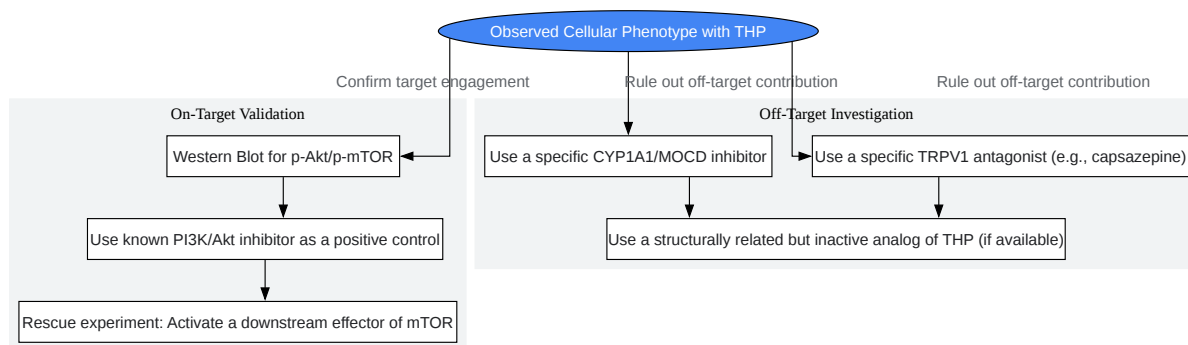 Observed Cellular Phenotype with THP
Confirm target engagement
Rule out off-target contribution
Rule out off-target contribution
On-Target Validation
Off-Target Investigation
Western Blot for p-Akt/p-mTOR
Use a specific CYP1A1/MOCD inhibitor
Use a specific TRPV1 antagonist (e.g., capsazepine)
Use known PI3K/Akt inhibitor as a positive control
Use a structurally related but inactive analog of THP (if available)
Rescue experiment: Activate a downstream effector of mTOR